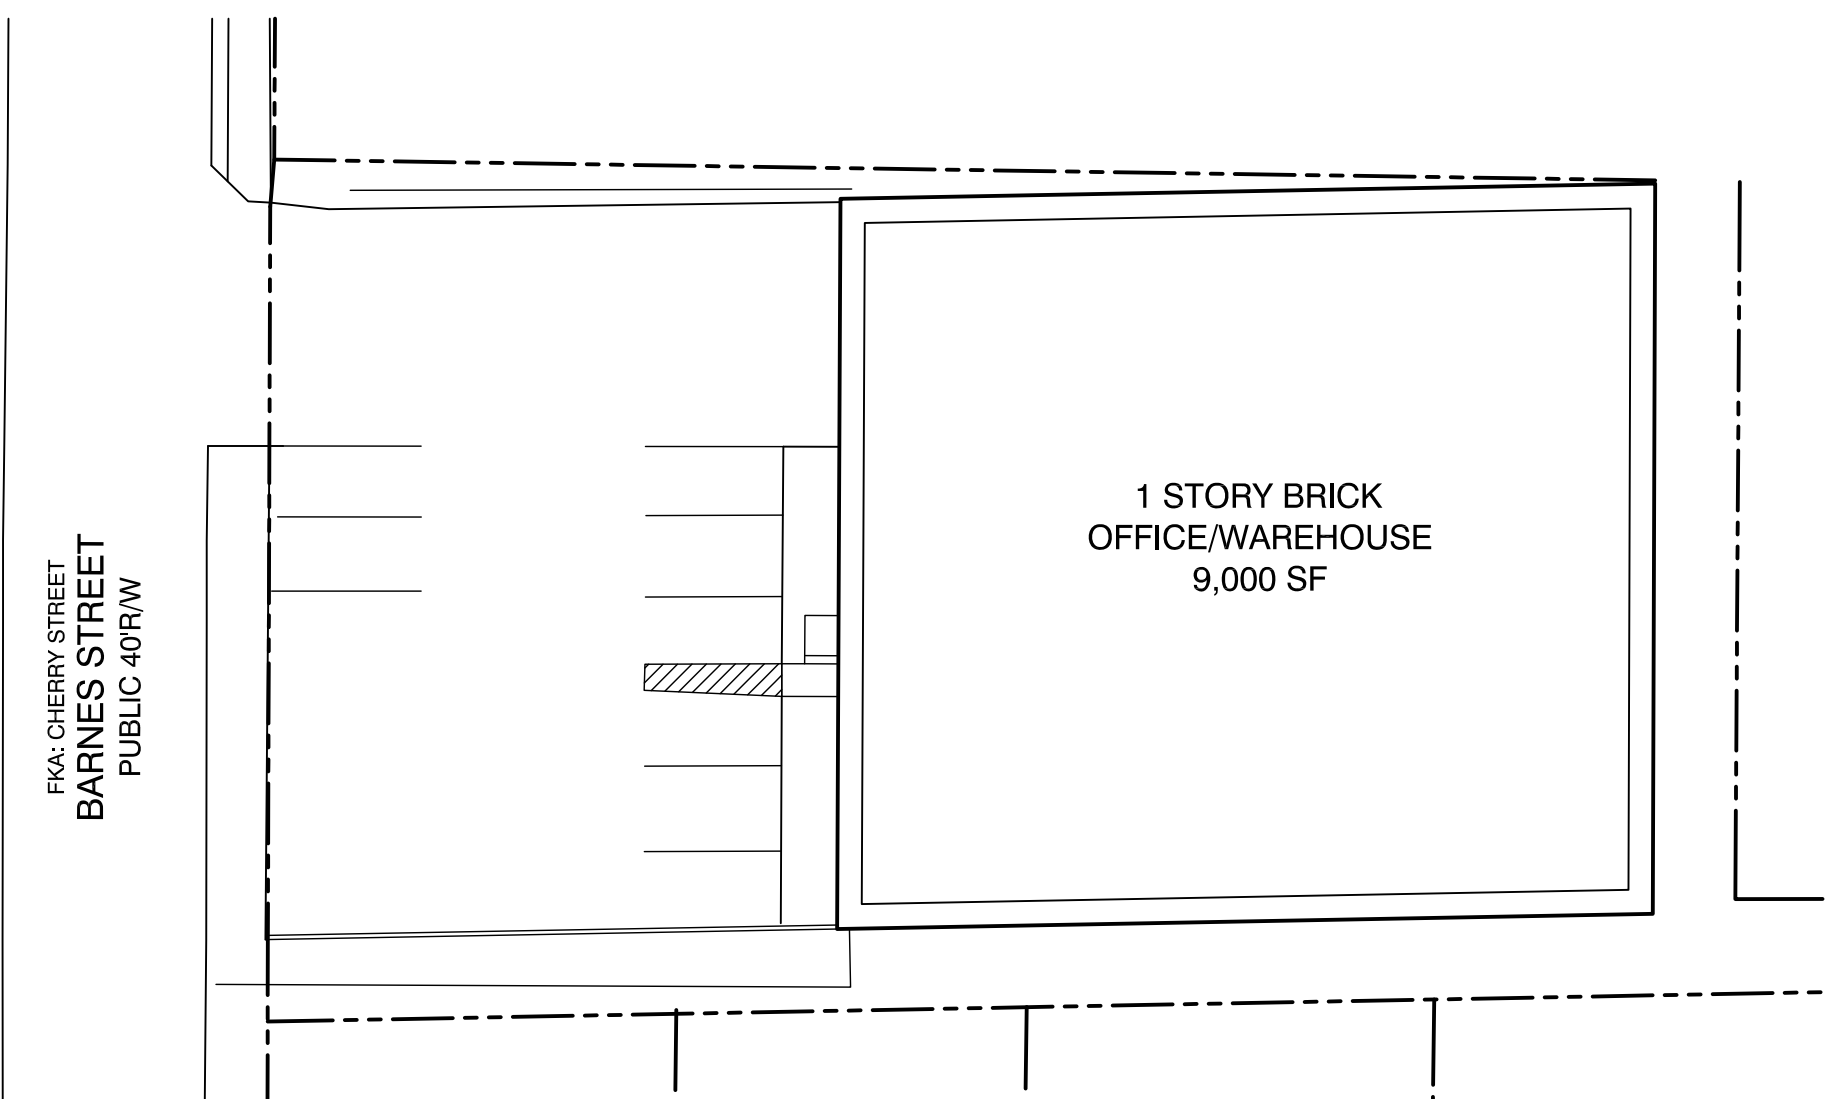 FKA: CHERRY STREET
BARNES STREET
PUBLIC 40'R/W
1 STORY BRICK
OFFICE/WAREHOUSE
9,000 SF